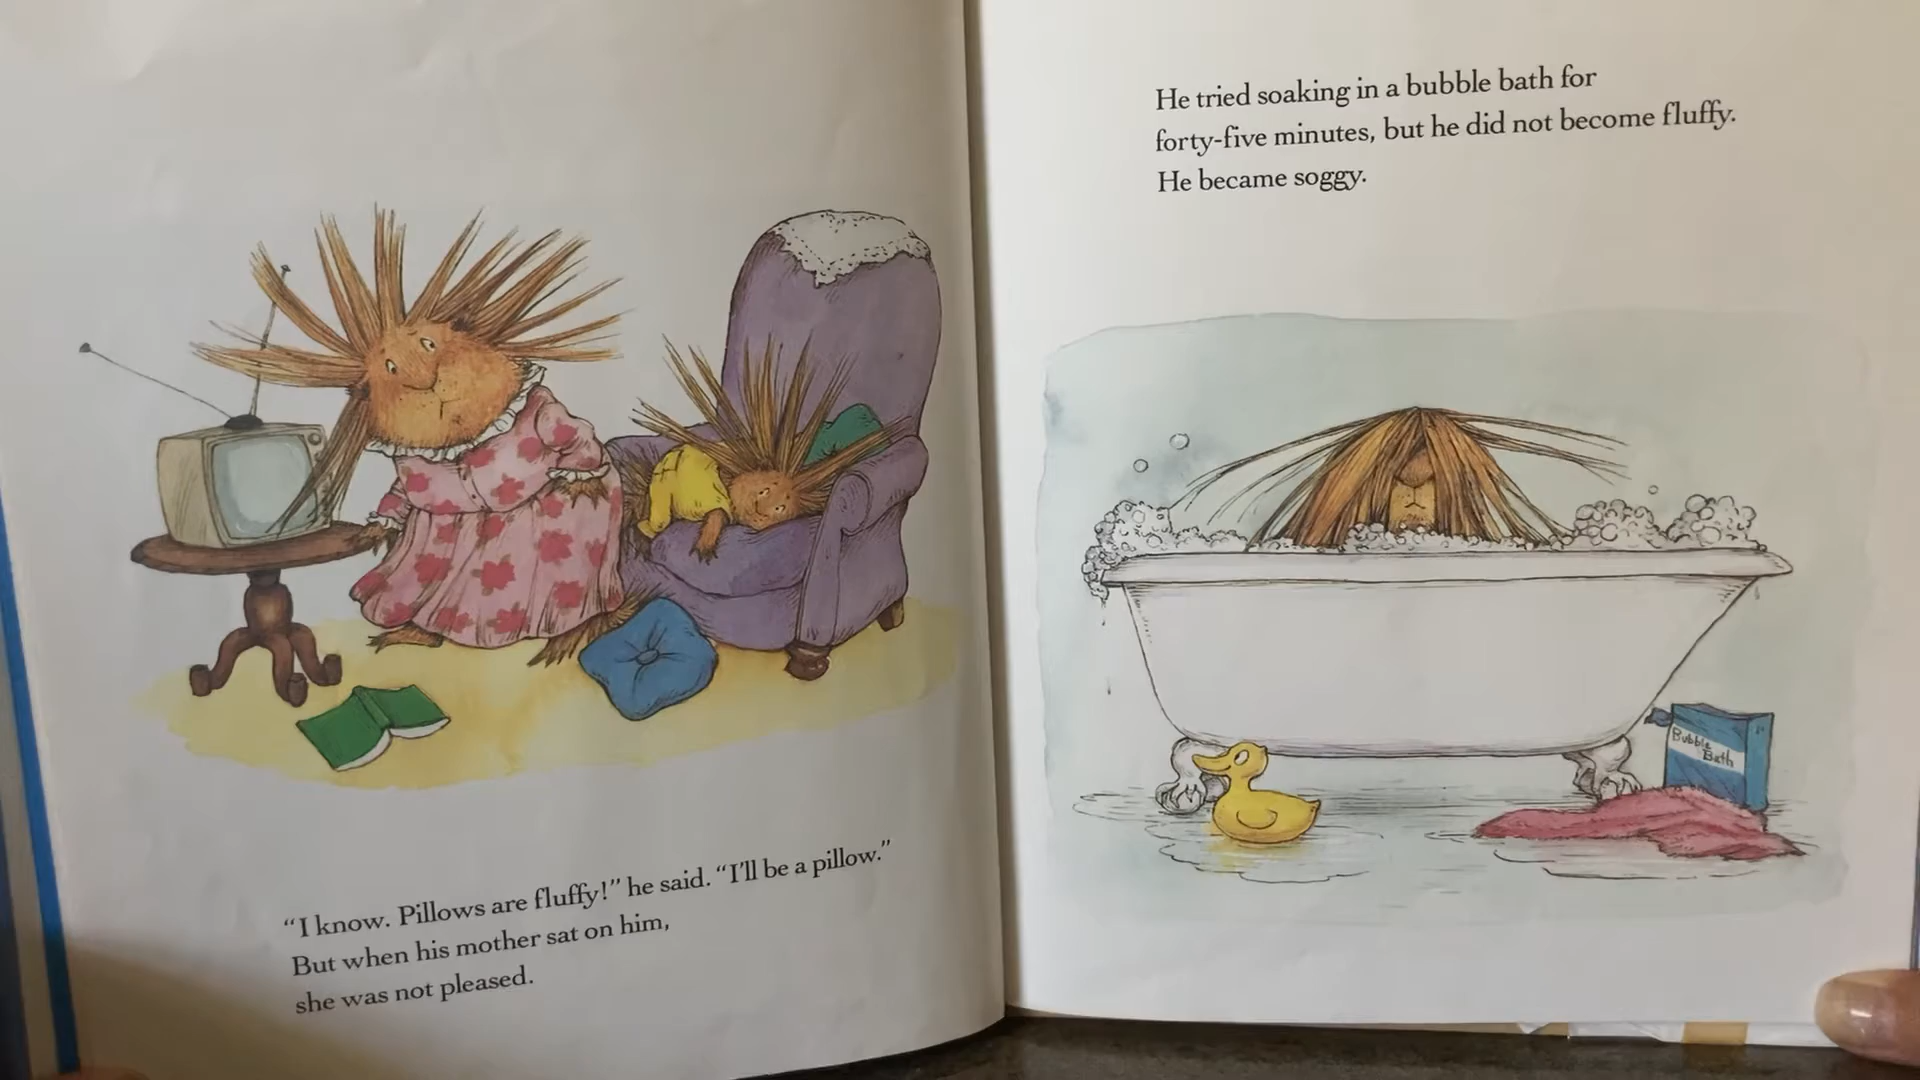 “I know. Pillows are fluffy!” he said. “I’ll be a pillow.”
But when his mother sat on him,
she was not pleased.
He tried soaking in a bubble bath for
forty-five minutes, but he did not become fluffy.
He became soggy.
Bubble
Bath